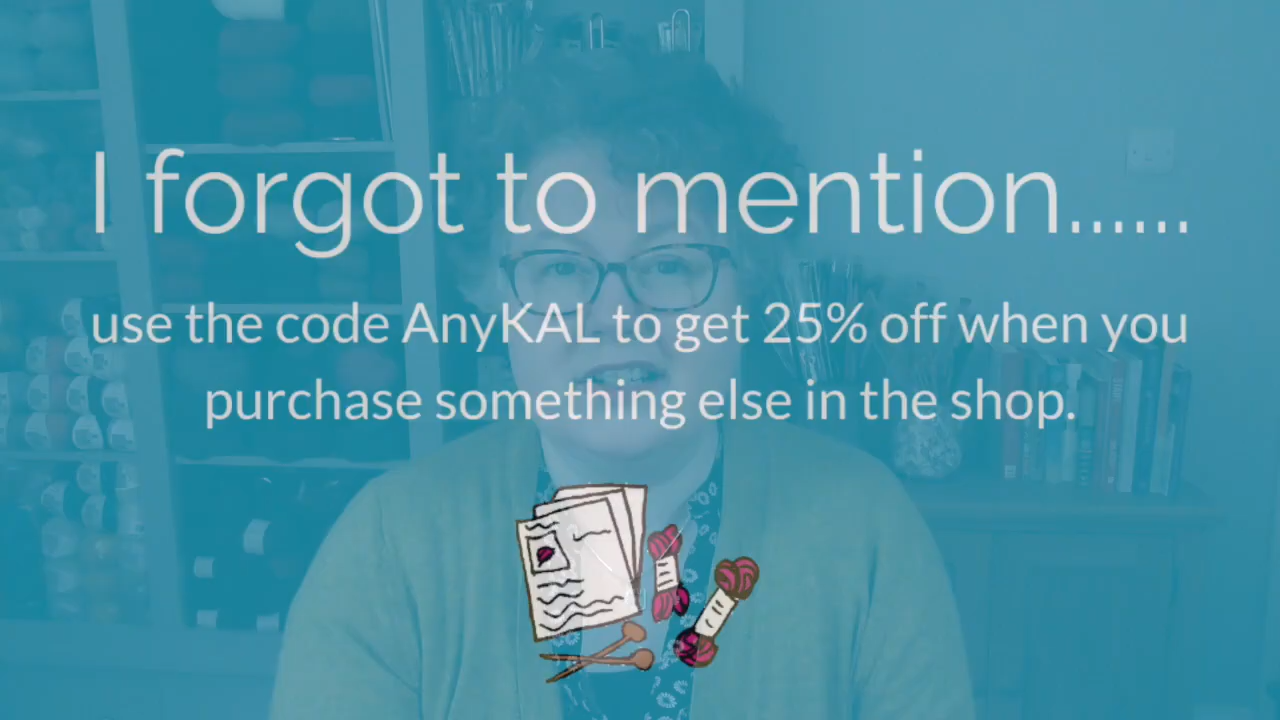 I forgot to mention......
use the code AnyKAL to get 25% off when you
purchase something else in the shop.